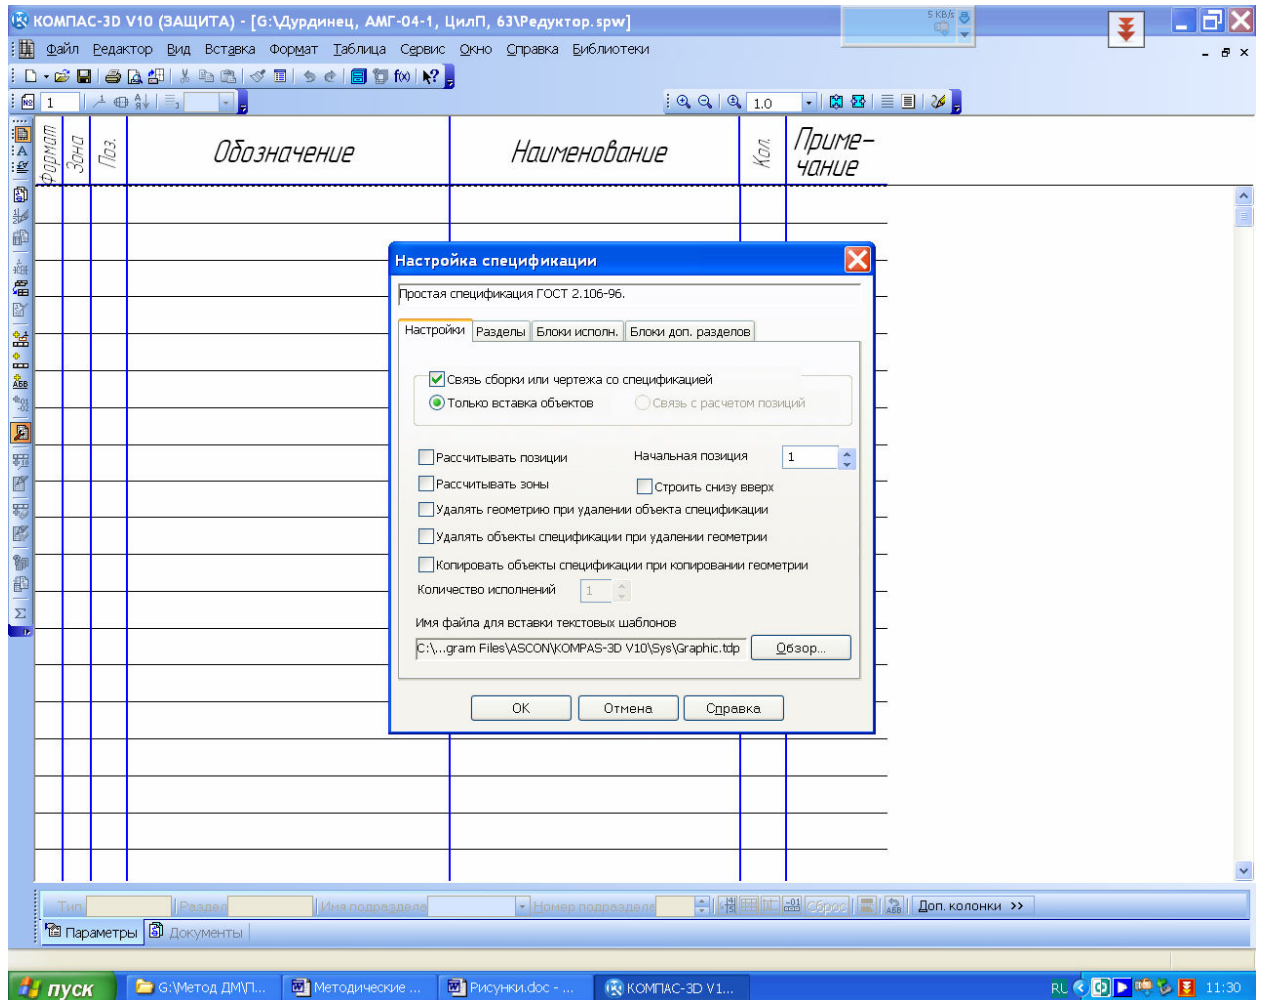 КОМПАС-3D V10 (ЗАЩИТА) - [G:\Дурдинец, АМГ-04-1, ЦилП, 63\Редуктор.spw]
5 KB/s
Файл Редактор Вид Вставка Формат Таблица Сервис Окно Справка Библиотеки
1
1.0
Формат Зона Поз. Обозначение Наименование Кол. Приме-
чание
Настройка спецификации
Простая спецификация ГОСТ 2.106-96.
Настройки Разделы Блоки исполн. Блоки доп. разделов
Связь сборки или чертежа со спецификацией
Только вставка объектов Связь с расчетом позиций
Рассчитывать позиции Начальная позиция 1
Рассчитывать зоны Строить снизу вверх
Удалять геометрию при удалении объекта спецификации
Удалять объекты спецификации при удалении геометрии
Копировать объекты спецификации при копировании геометрии
Количество исполнений 1
Имя файла для вставки текстовых шаблонов
C:\...gram Files\ASCON\KOMPAS-3D V10\Sys\Graphic.tdp Обзор...
OK Отмена Справка
Тип Раздел Имя подраздела Номер подраздела Сброс Доп. колонки >>
Параметры Документы
пуск G:\Метод ДМ\П... Методические ... Рисунки.doc - ... КОМПАС-3D V1... RL 11:30